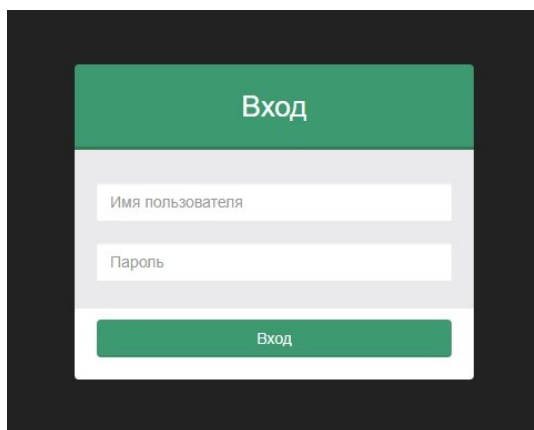 Вход
Имя пользователя
Пароль
Вход